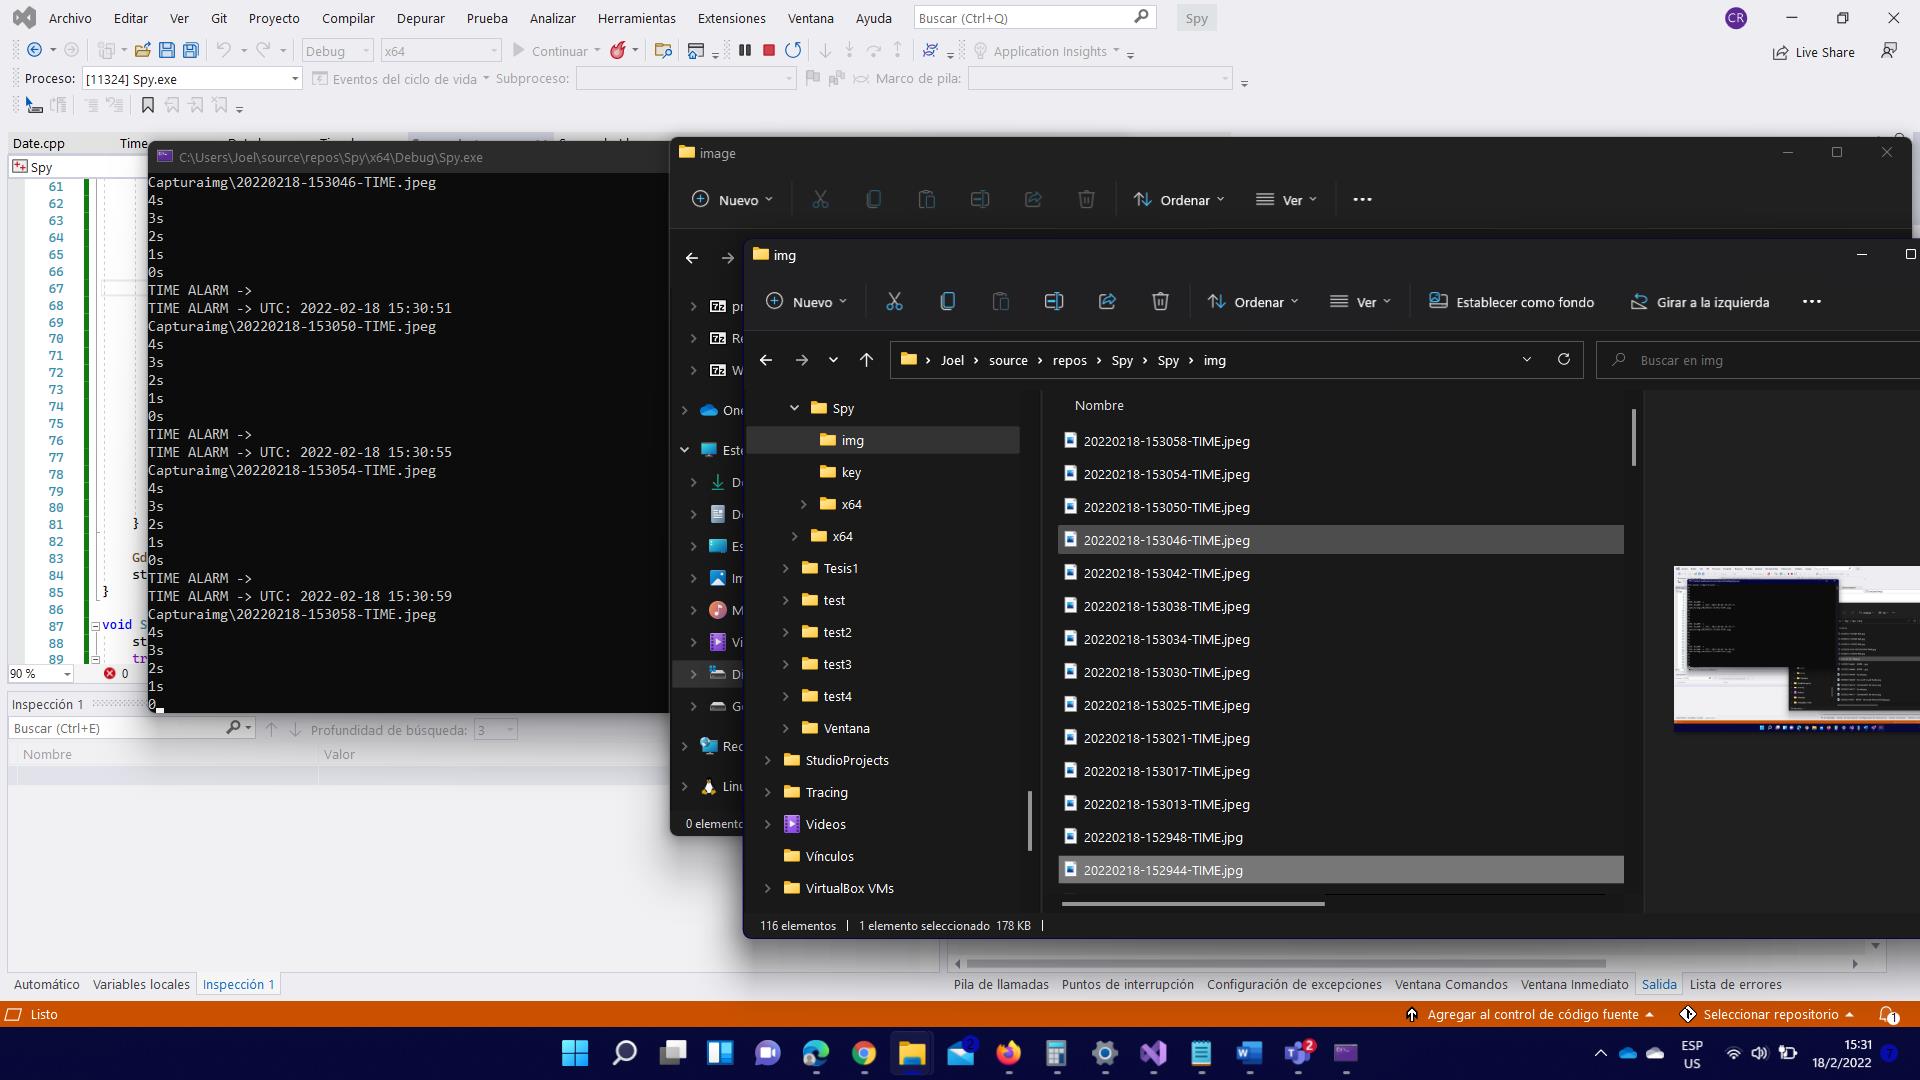 Archivo Editar Ver Git Proyecto Compilar Depurar Prueba Analizar Herramientas Extensiones Ventana Ayuda Buscar (Ctrl+Q) Spy CR
Debug x64 Continuar Application Insights Live Share
Proceso: [11324] Spy.exe Eventos del ciclo de vida Subproceso: Marco de pila:
Date.cpp
Spy
61
62
63
64
65
66
67
68
69
70
71
72
73
74
75
76
77
78
79
80
81 }
82
83 Gd
84 st
85 }
86
87 void S
88 st
89 tr
90 % 0
C:\Users\Joel\source\repos\Spy\x64\Debug\Spy.exe
Capturaimg\20220218-153046-TIME.jpeg
4s
3s
2s
1s
0s
TIME ALARM ->
TIME ALARM -> UTC: 2022-02-18 15:30:51
Capturaimg\20220218-153050-TIME.jpeg
4s
3s
2s
1s
0s
TIME ALARM ->
TIME ALARM -> UTC: 2022-02-18 15:30:55
Capturaimg\20220218-153054-TIME.jpeg
4s
3s
2s
1s
0s
TIME ALARM ->
TIME ALARM -> UTC: 2022-02-18 15:30:59
Capturaimg\20220218-153058-TIME.jpeg
4s
3s
2s
1s
0
Inspección 1
Buscar (Ctrl+E) Profundidad de búsqueda: 3
Nombre Valor
image
Nuevo Ordenar Ver
0 elemento
img
Nuevo Ordenar Ver Establecer como fondo Girar a la izquierda
Joel source repos Spy Spy img Buscar en img
Spy
img
key
x64
x64
Tesis1
test
test2
test3
test4
Ventana
StudioProjects
Tracing
Videos
Vínculos
VirtualBox VMs
Nombre
20220218-153058-TIME.jpeg
20220218-153054-TIME.jpeg
20220218-153050-TIME.jpeg
20220218-153046-TIME.jpeg
20220218-153042-TIME.jpeg
20220218-153038-TIME.jpeg
20220218-153034-TIME.jpeg
20220218-153030-TIME.jpeg
20220218-153025-TIME.jpeg
20220218-153021-TIME.jpeg
20220218-153017-TIME.jpeg
20220218-153013-TIME.jpeg
20220218-152948-TIME.jpg
20220218-152944-TIME.jpg
116 elementos 1 elemento seleccionado 178 KB
Automático Variables locales Inspección 1 Pila de llamadas Puntos de interrupción Configuración de excepciones Ventana Comandos Ventana Inmediato Salida Lista de errores
Listo Agregar al control de código fuente Seleccionar repositorio 1
2 2 ESP US 15:31 18/2/2022